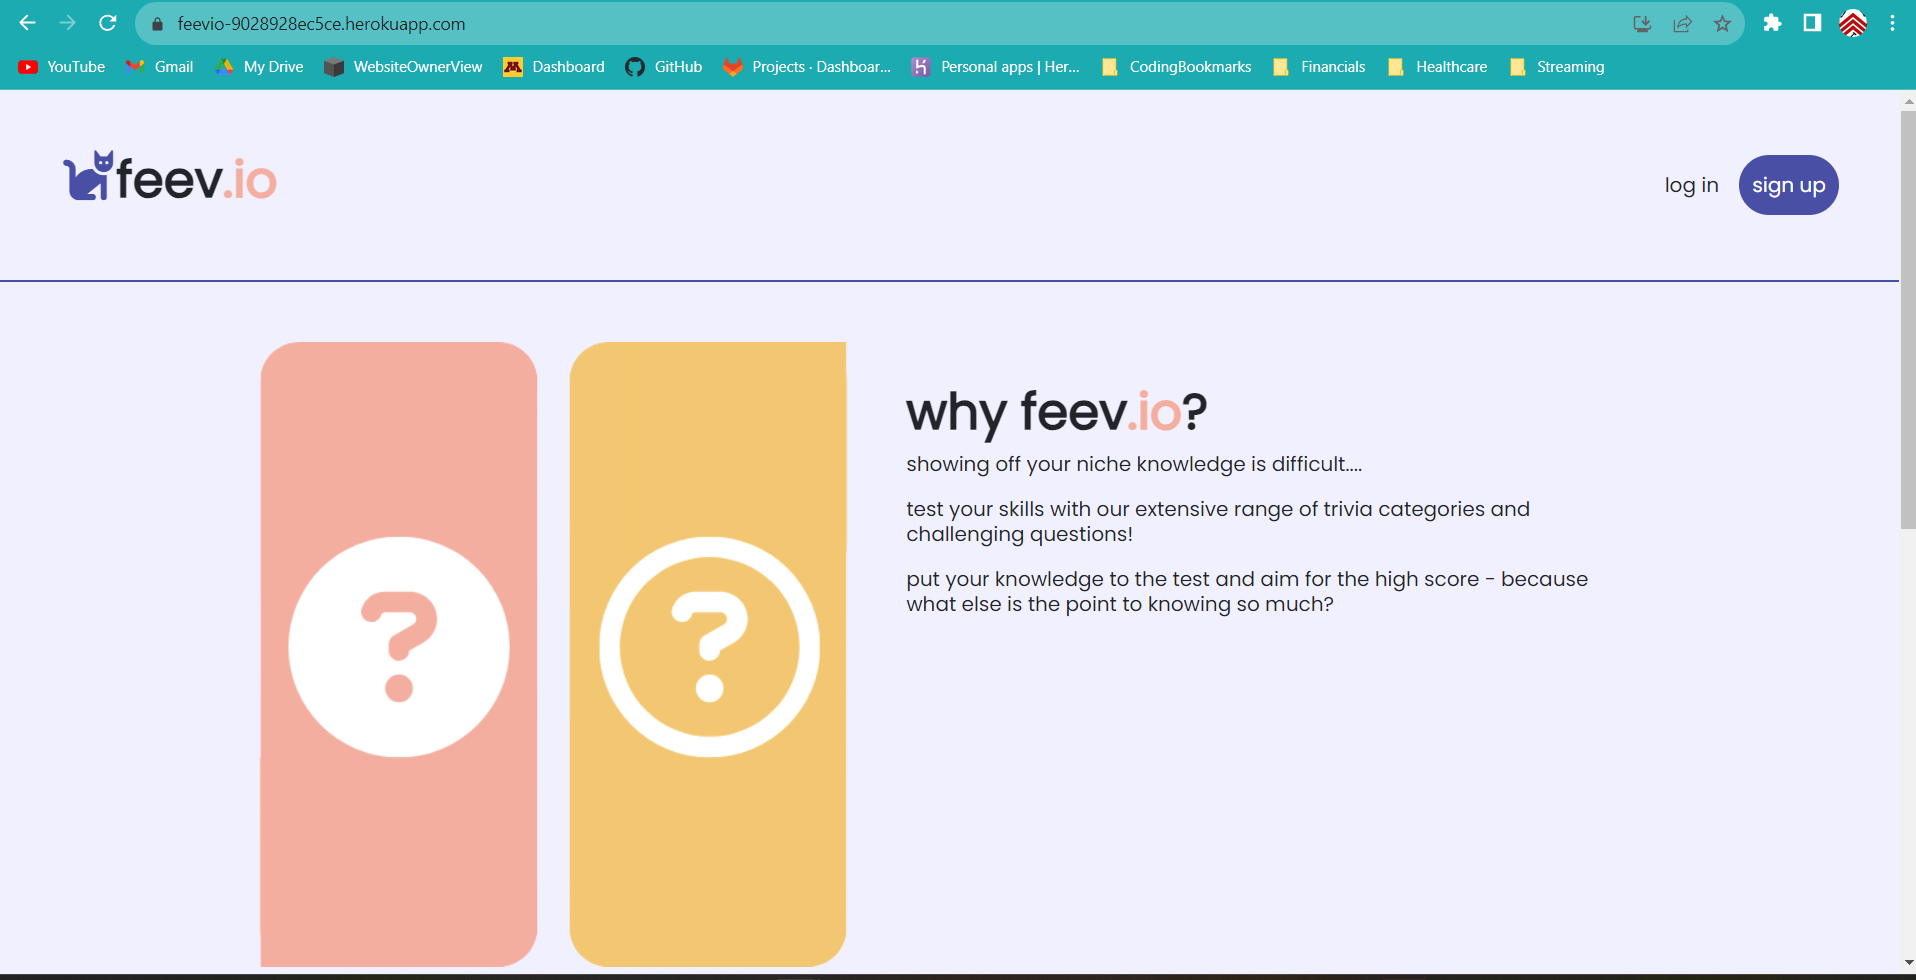 feevio-9028928ec5ce.herokuapp.com
YouTube Gmail My Drive WebsiteOwnerView Dashboard GitHub Projects · Dashboar... Personal apps | Her... CodingBookmarks Financials Healthcare Streaming
feev.io
log in sign up
? ?
why feev.io?
showing off your niche knowledge is difficult....
test your skills with our extensive range of trivia categories and
challenging questions!
put your knowledge to the test and aim for the high score - because
what else is the point to knowing so much?